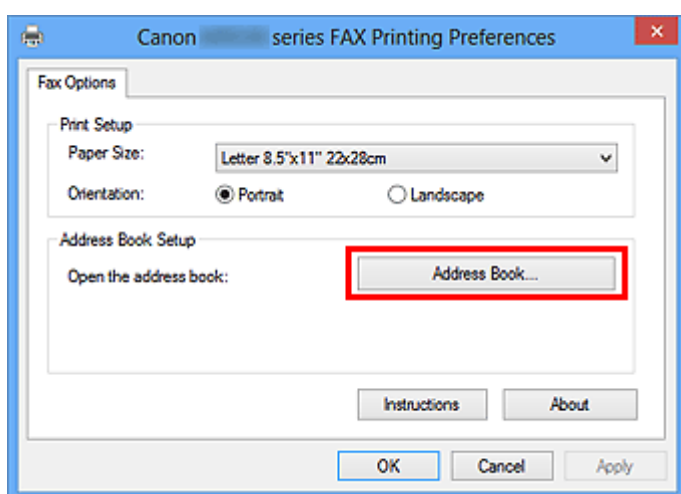 Canon series FAX Printing Preferences
Fax Options
Print Setup
Paper Size: Letter 8.5"x11" 22x28cm
Orientation: Portrait Landscape
Address Book Setup
Open the address book: Address Book...
Instructions About
OK Cancel Apply